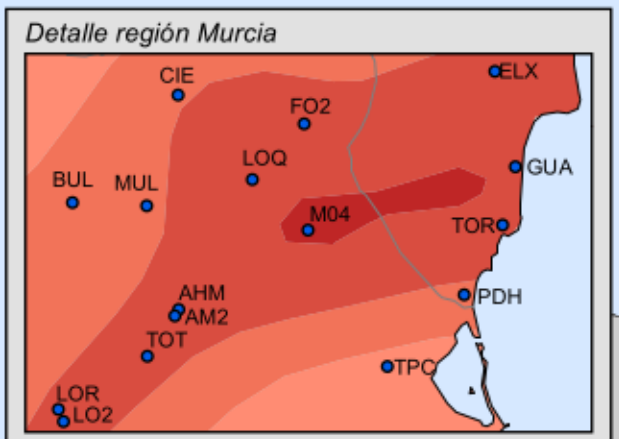 Detalle región Murcia
CIE
ELX
FO2
LOQ
GUA
BUL
MUL
M04
TOR
AHM
PDH
AM2
TOT
TPC
LOR
LO2